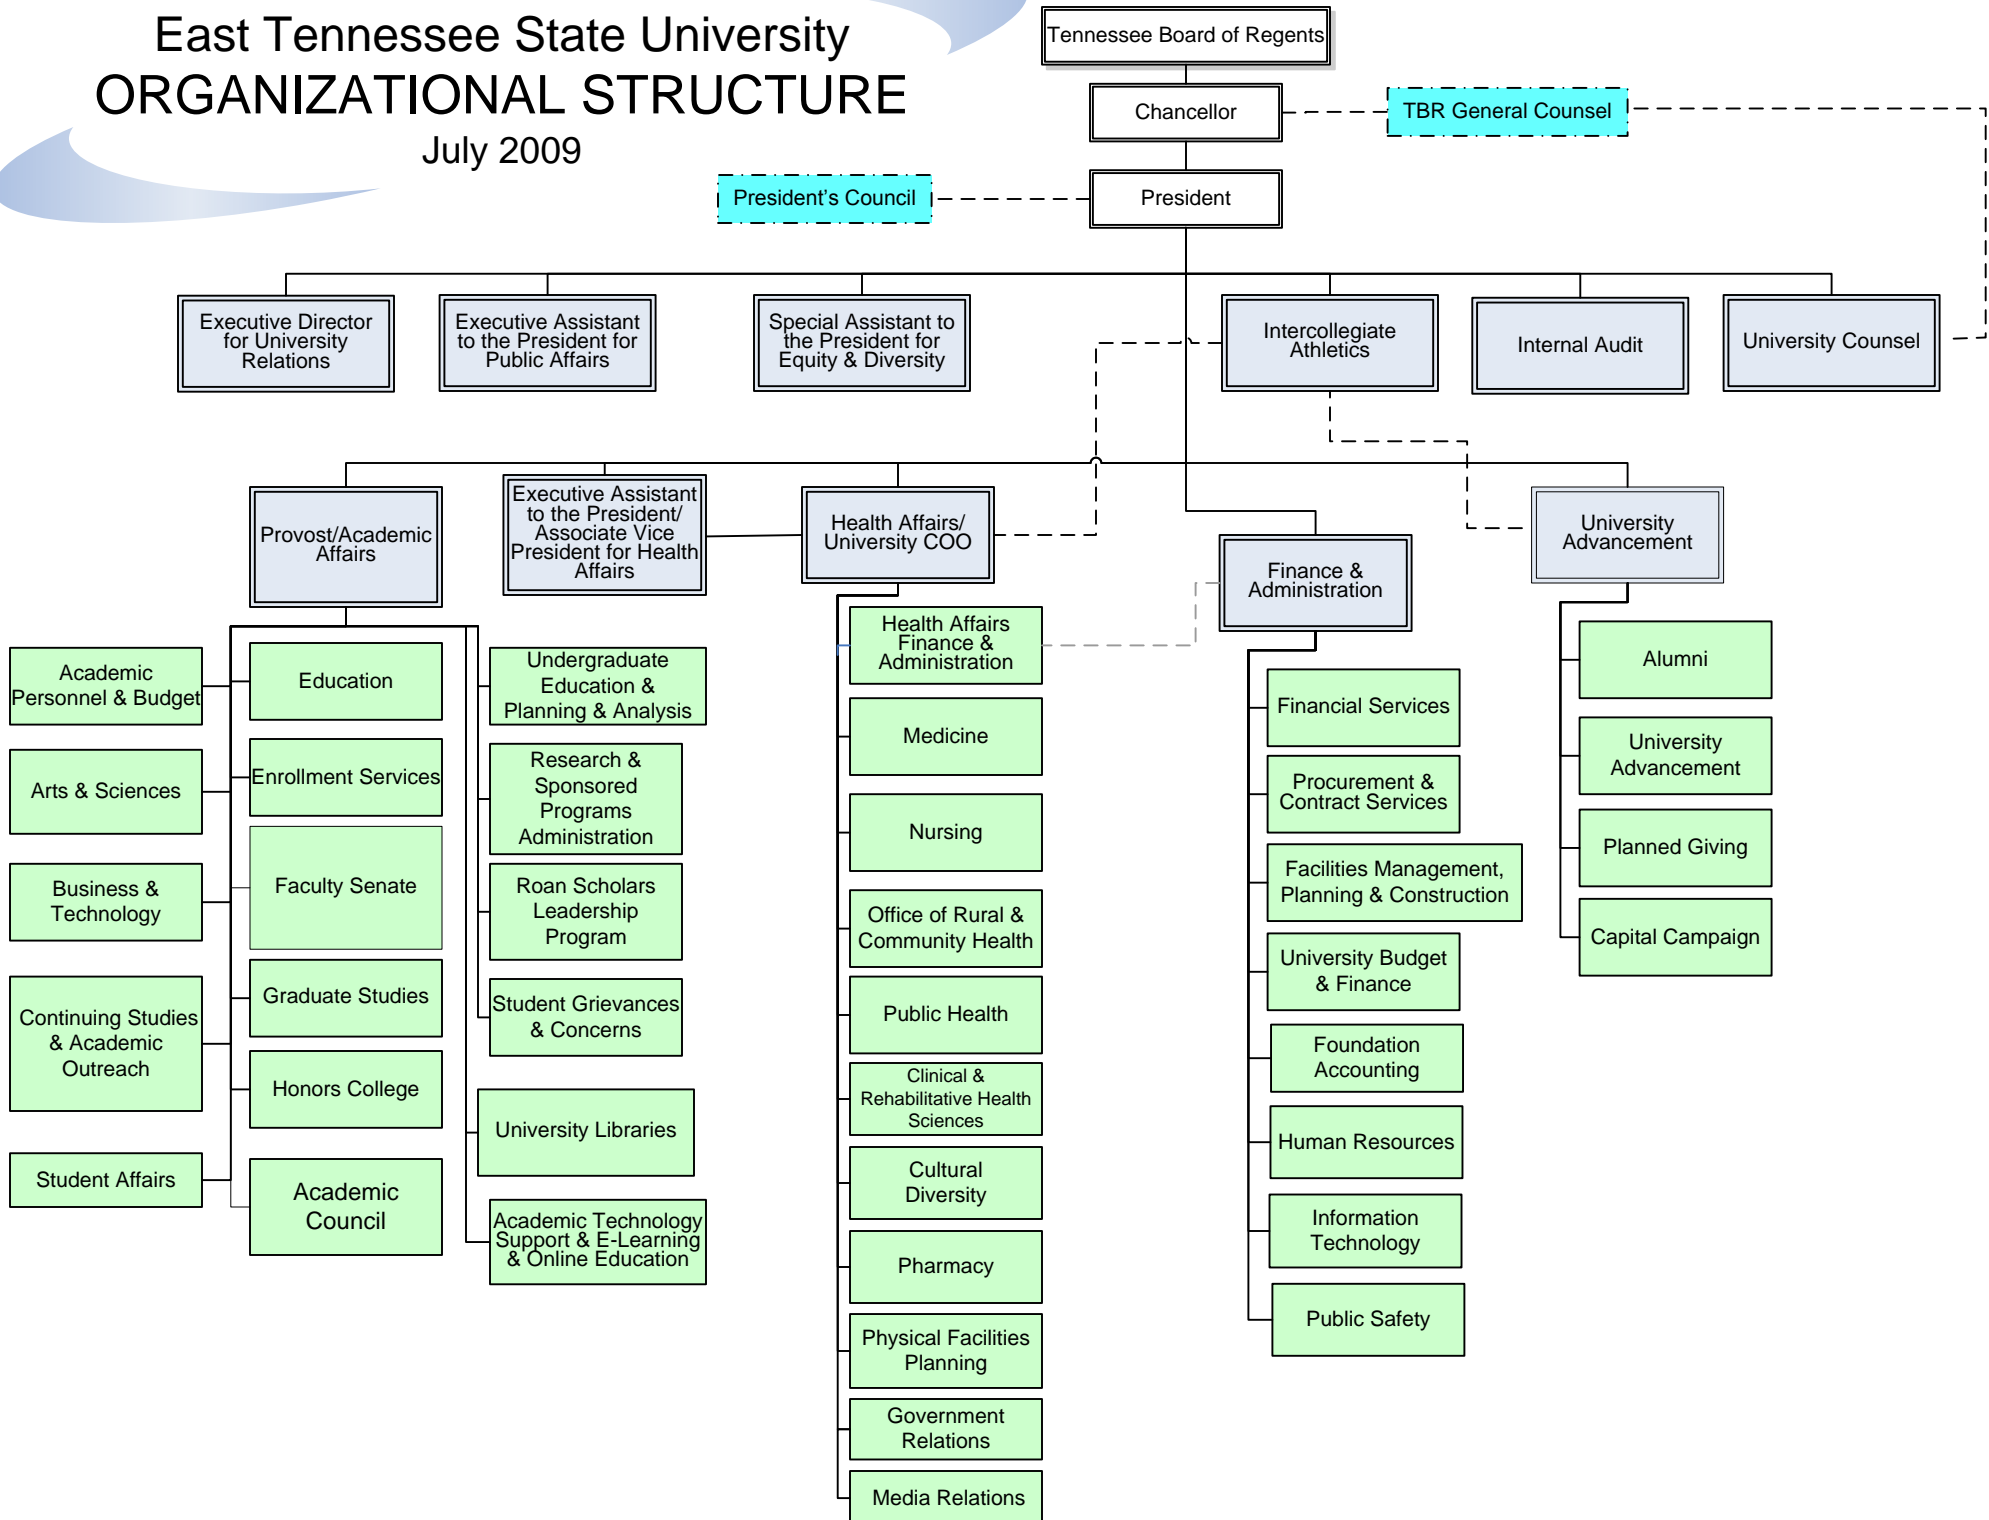 East Tennessee State University
ORGANIZATIONAL STRUCTURE
July 2009
Tennessee Board of Regents
Chancellor
TBR General Counsel
President's Council
President
Executive Director
for University
Relations
Executive Assistant
to the President for
Public Affairs
Special Assistant to
the President for
Equity & Diversity
Intercollegiate
Athletics
Internal Audit
University Counsel
Provost/Academic
Affairs
Executive Assistant
to the President/
Associate Vice
President for Health
Affairs
Health Affairs/
University COO
Finance &
Administration
University
Advancement
Academic
Personnel & Budget
Arts & Sciences
Business &
Technology
Continuing Studies
& Academic
Outreach
Student Affairs
Education
Enrollment Services
Faculty Senate
Graduate Studies
Honors College
Academic
Council
Undergraduate
Education &
Planning & Analysis
Research &
Sponsored
Programs
Administration
Roan Scholars
Leadership
Program
Student Grievances
& Concerns
University Libraries
Academic Technology
Support & E-Learning
& Online Education
Health Affairs
Finance &
Administration
Medicine
Nursing
Office of Rural &
Community Health
Public Health
Clinical &
Rehabilitative Health
Sciences
Cultural
Diversity
Pharmacy
Physical Facilities
Planning
Government
Relations
Media Relations
Financial Services
Procurement &
Contract Services
Facilities Management,
Planning & Construction
University Budget
& Finance
Foundation
Accounting
Human Resources
Information
Technology
Public Safety
Alumni
University
Advancement
Planned Giving
Capital Campaign